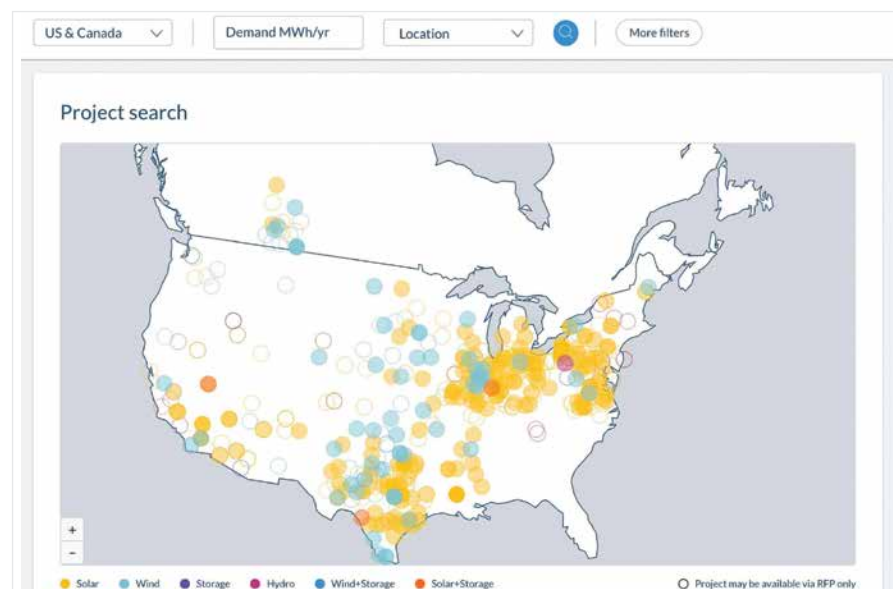 US & Canada Demand MWh/yr Location More filters
Project search
+
−
Solar Wind Storage Hydro Wind+Storage Solar+Storage Project may be available via RFP only